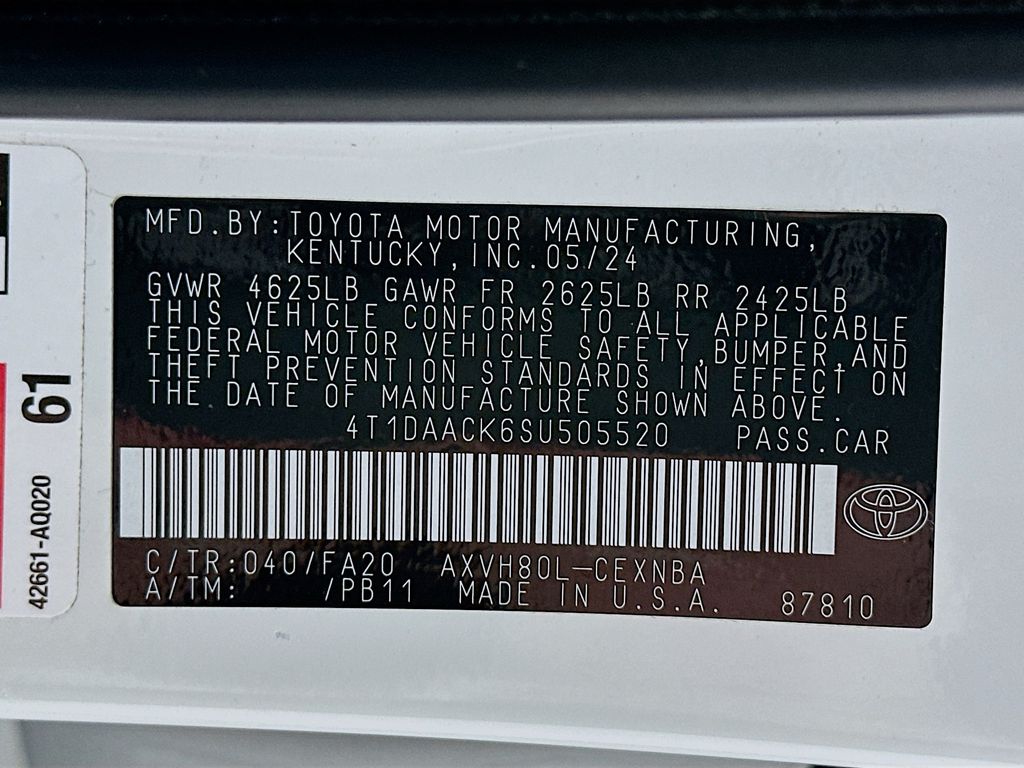 MFD.BY:TOYOTA MOTOR MANUFACTURING,
KENTUCKY,INC.05/24
GVWR 4625LB GAWR FR 2625LB RR 2425LB
THIS VEHICLE CONFORMS TO ALL APPLICABLE
FEDERAL MOTOR VEHICLE SAFETY,BUMPER,AND
THEFT PREVENTION STANDARDS IN EFFECT ON
THE DATE OF MANUFACTURE SHOWN ABOVE.
4T1DAACK6SU505520 PASS.CAR
C/TR:040/FA20 AXVH80L-CEXNBA
A/TM: /PB11 MADE IN U.S.A. 87810
61
42661-A0020